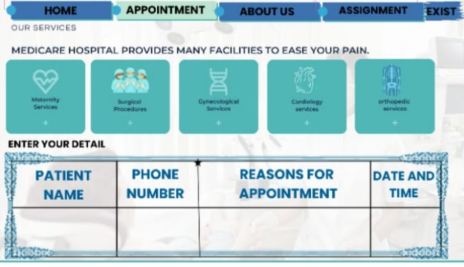 HOME APPOINTMENT ABOUT US ASSIGNMENT EXIST
OUR SERVICES
MEDICARE HOSPITAL PROVIDES MANY FACILITIES TO EASE YOUR PAIN.
Maternity
Services
+
Surgical
Procedures
+
Gynecological
Services
+
Cardiology
services
+
orthopedic
services
+
ENTER YOUR DETAIL
PATIENT
NAME
PHONE
NUMBER
REASONS FOR
APPOINTMENT
DATE AND
TIME